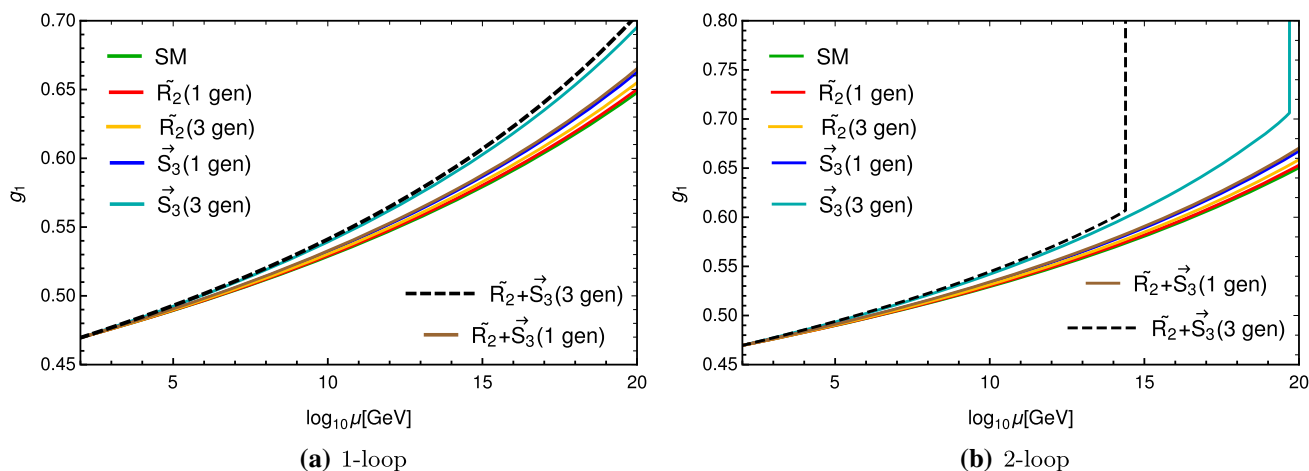 0.70
0.65
0.60
0.55
0.50
0.45
g₁
SM
R̃₂(1 gen)
R̃₂(3 gen)
S⃗₃(1 gen)
S⃗₃(3 gen)
R̃₂+S⃗₃(3 gen)
R̃₂+S⃗₃(1 gen)
5 10 15 20
log₁₀μ[GeV]
(a) 1-loop
0.80
0.75
0.70
0.65
0.60
0.55
0.50
0.45
g₁
SM
R̃₂(1 gen)
R̃₂(3 gen)
S⃗₃(1 gen)
S⃗₃(3 gen)
R̃₂+S⃗₃(1 gen)
R̃₂+S⃗₃(3 gen)
5 10 15 20
log₁₀μ[GeV]
(b) 2-loop